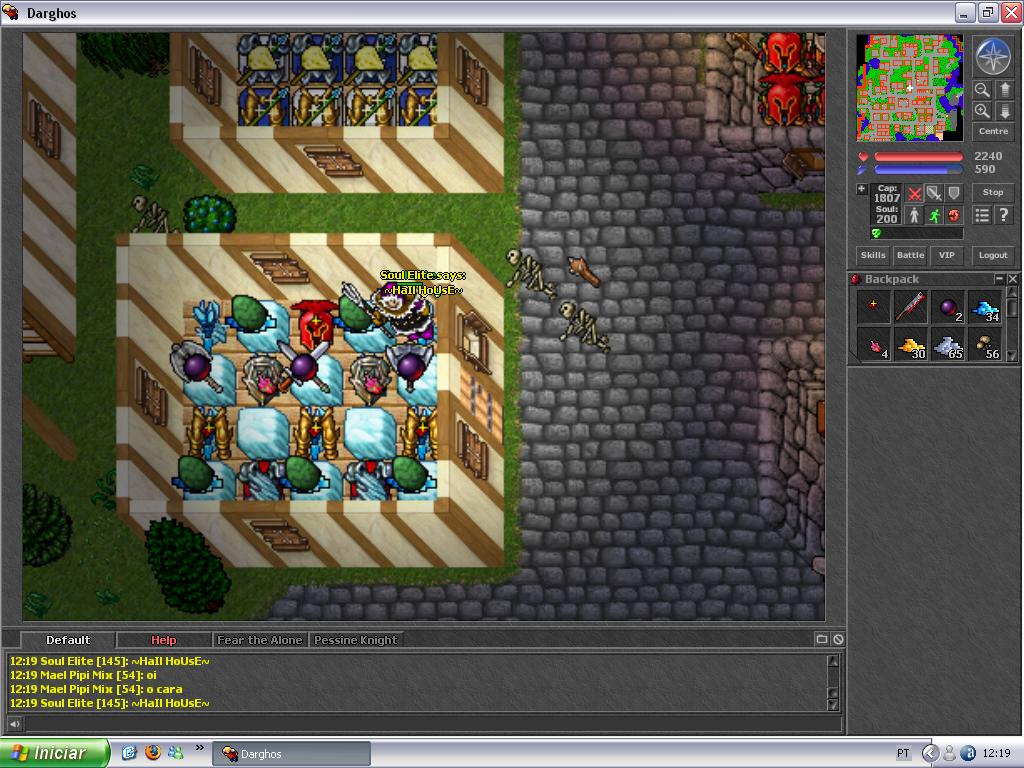 Darghos
Soul Elite says:
~HaIl HoUsE~
Centre
2240
590
Cap:
1807
Soul:
200
Stop
Skills
Battle
VIP
Logout
Backpack
2
34
4
30
65
56
Default
Help
Fear the Alone
Pessine Knight
12:19 Soul Elite [145]: ~HaIl HoUsE~
12:19 Mael Pipi Mix [54]: oi
12:19 Mael Pipi Mix [54]: o cara
12:19 Soul Elite [145]: ~HaIl HoUsE~
Iniciar
Darghos
PT
12:19